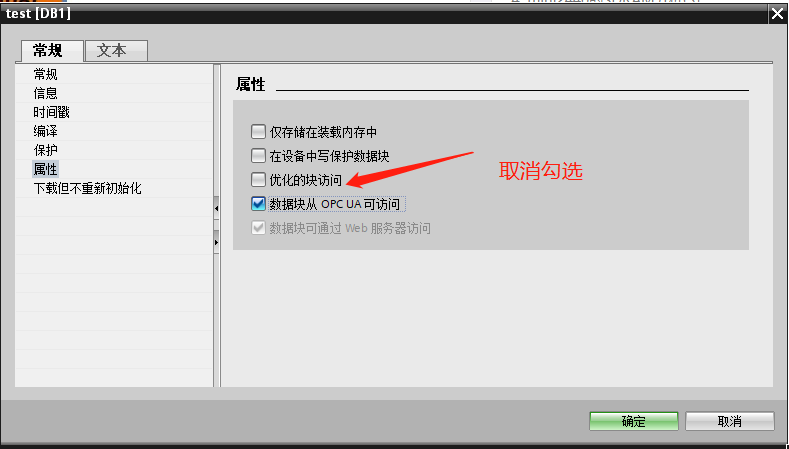 test [DB1]
常规
文本
常规
信息
时间戳
编译
保护
属性
下载但不重新初始化
属性
仅存储在装载内存中
在设备中写保护数据块
优化的块访问
取消勾选
数据块从 OPC UA 可访问
数据块可通过 Web 服务器访问
确定
取消